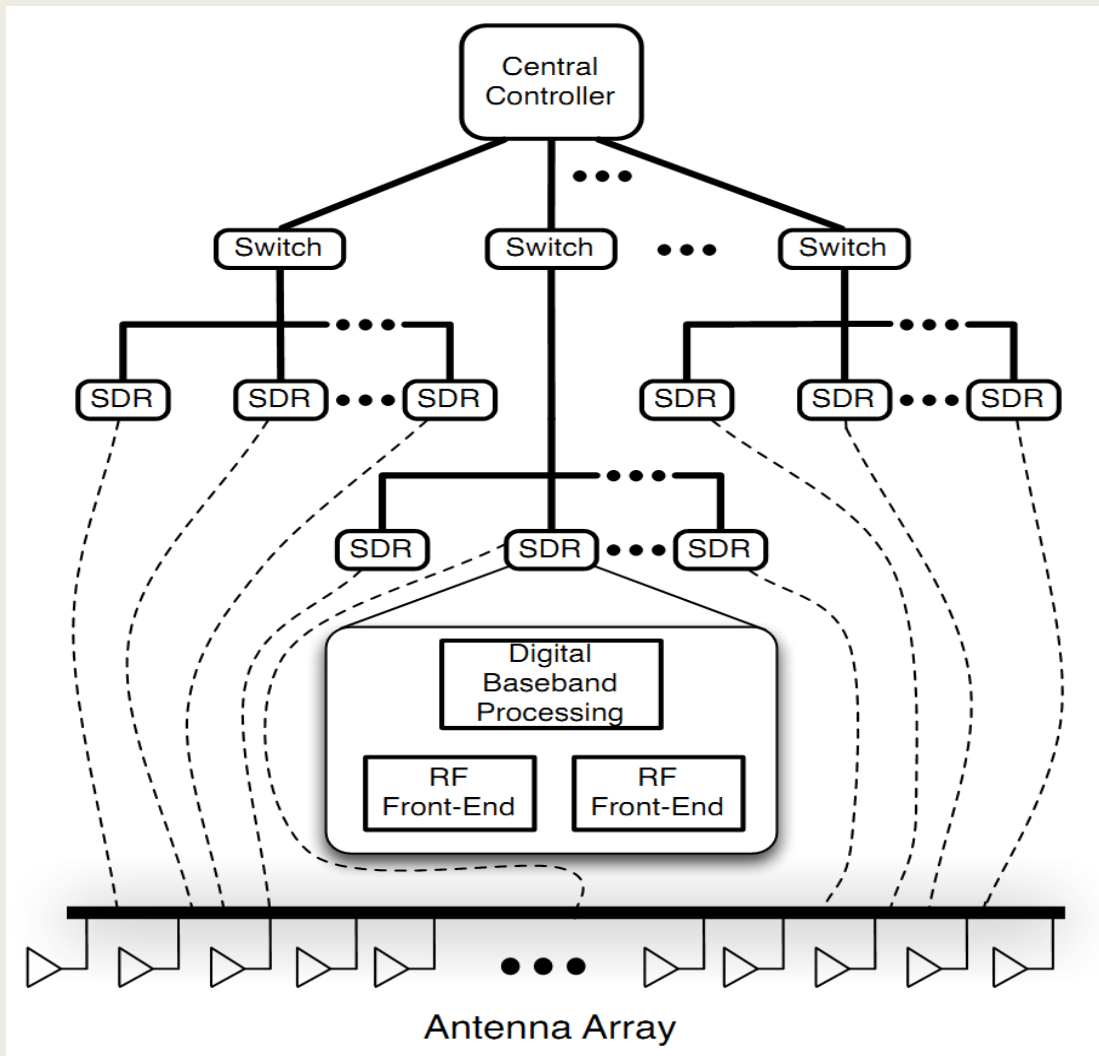 Central
Controller
Switch
Switch
Switch
SDR
SDR
SDR
SDR
SDR
SDR
SDR
SDR
SDR
Digital
Baseband
Processing
RF
Front-End
RF
Front-End
Antenna Array